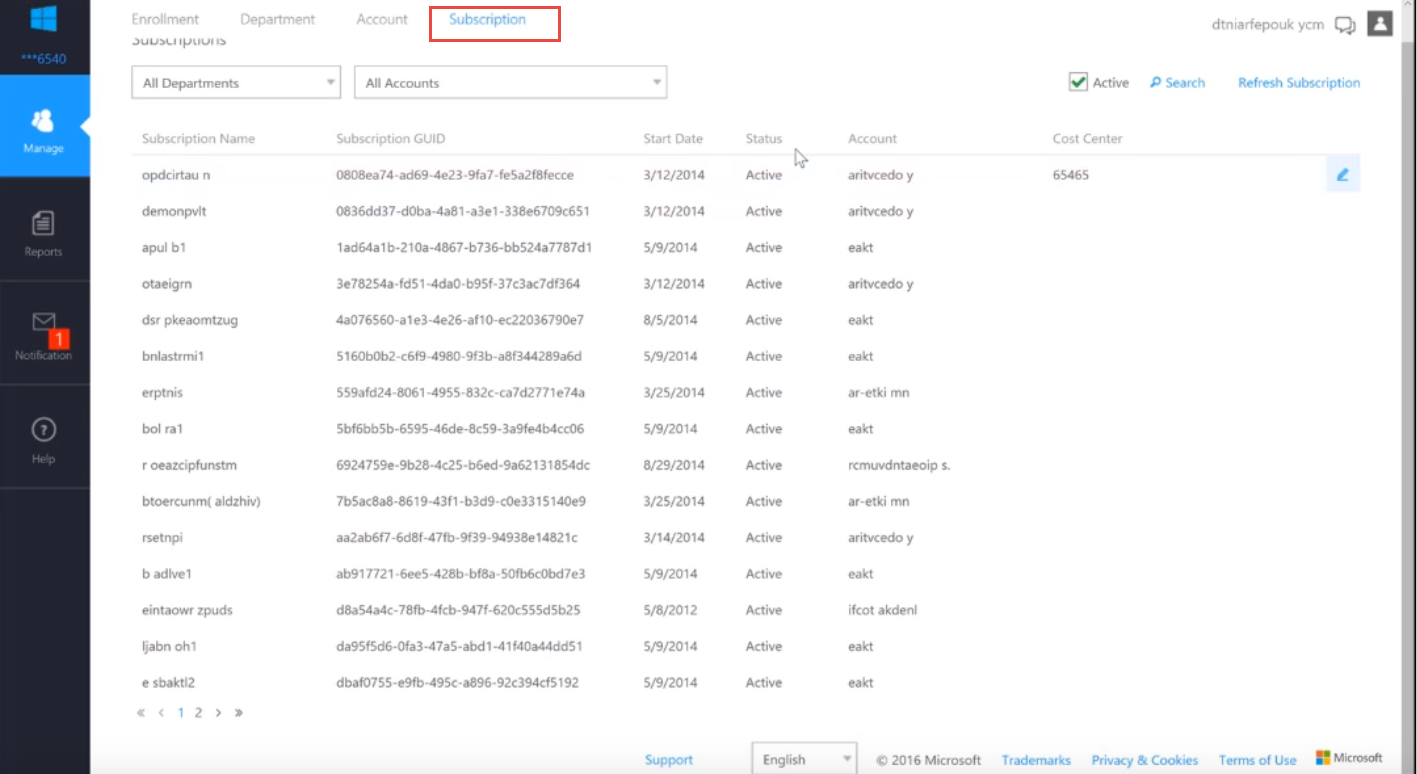 ***6540
Manage
Reports
1
Notification
Help
Enrollment Department Account Subscription
dtniarfepouk ycm
Subscriptions
All Departments All Accounts Active Search Refresh Subscription
Subscription Name Subscription GUID Start Date Status Account Cost Center
opdcirtau n 0808ea74-ad69-4e23-9fa7-fe5a2f8fecce 3/12/2014 Active aritvcedo y 65465
demonpvlt 0836dd37-d0ba-4a81-a3e1-338e6709c651 3/12/2014 Active aritvcedo y
apul b1 1ad64a1b-210a-4867-b736-bb524a7787d1 5/9/2014 Active eakt
otaeigrn 3e78254a-fd51-4da0-b95f-37c3ac7df364 3/12/2014 Active aritvcedo y
dsr pkeaomtzug 4a076560-a1e3-4e26-af10-ec22036790e7 8/5/2014 Active eakt
bnlastrmi1 5160b0b2-c6f9-4980-9f3b-a8f344289a6d 5/9/2014 Active eakt
erptnis 559afd24-8061-4955-832c-ca7d2771e74a 3/25/2014 Active ar-etki mn
bol ra1 5bf6bb5b-6595-46de-8c59-3a9fe4b4cc06 5/9/2014 Active eakt
r oeazcipfunstm 6924759e-9b28-4c25-b6ed-9a62131854dc 8/29/2014 Active rcmuvdntaeoip s.
btoercunm( aldzhiv) 7b5ac8a8-8619-43f1-b3d9-c0e3315140e9 3/25/2014 Active ar-etki mn
rsetnpi aa2ab6f7-6d8f-47fb-9f39-94938e14821c 3/14/2014 Active aritvcedo y
b adlve1 ab917721-6ee5-428b-bf8a-50fb6c0bd7e3 5/9/2014 Active eakt
eintaowr zpuds d8a54a4c-78fb-4fcb-947f-620c555d5b25 5/8/2012 Active ifcot akdenl
ljabn oh1 da95f5d6-0fa3-47a5-abd1-41f40a44dd51 5/9/2014 Active eakt
e sbaktl2 dbaf0755-e9fb-495c-a896-92c394cf5192 5/9/2014 Active eakt
« ‹ 1 2 › »
Support English © 2016 Microsoft Trademarks Privacy & Cookies Terms of Use Microsoft